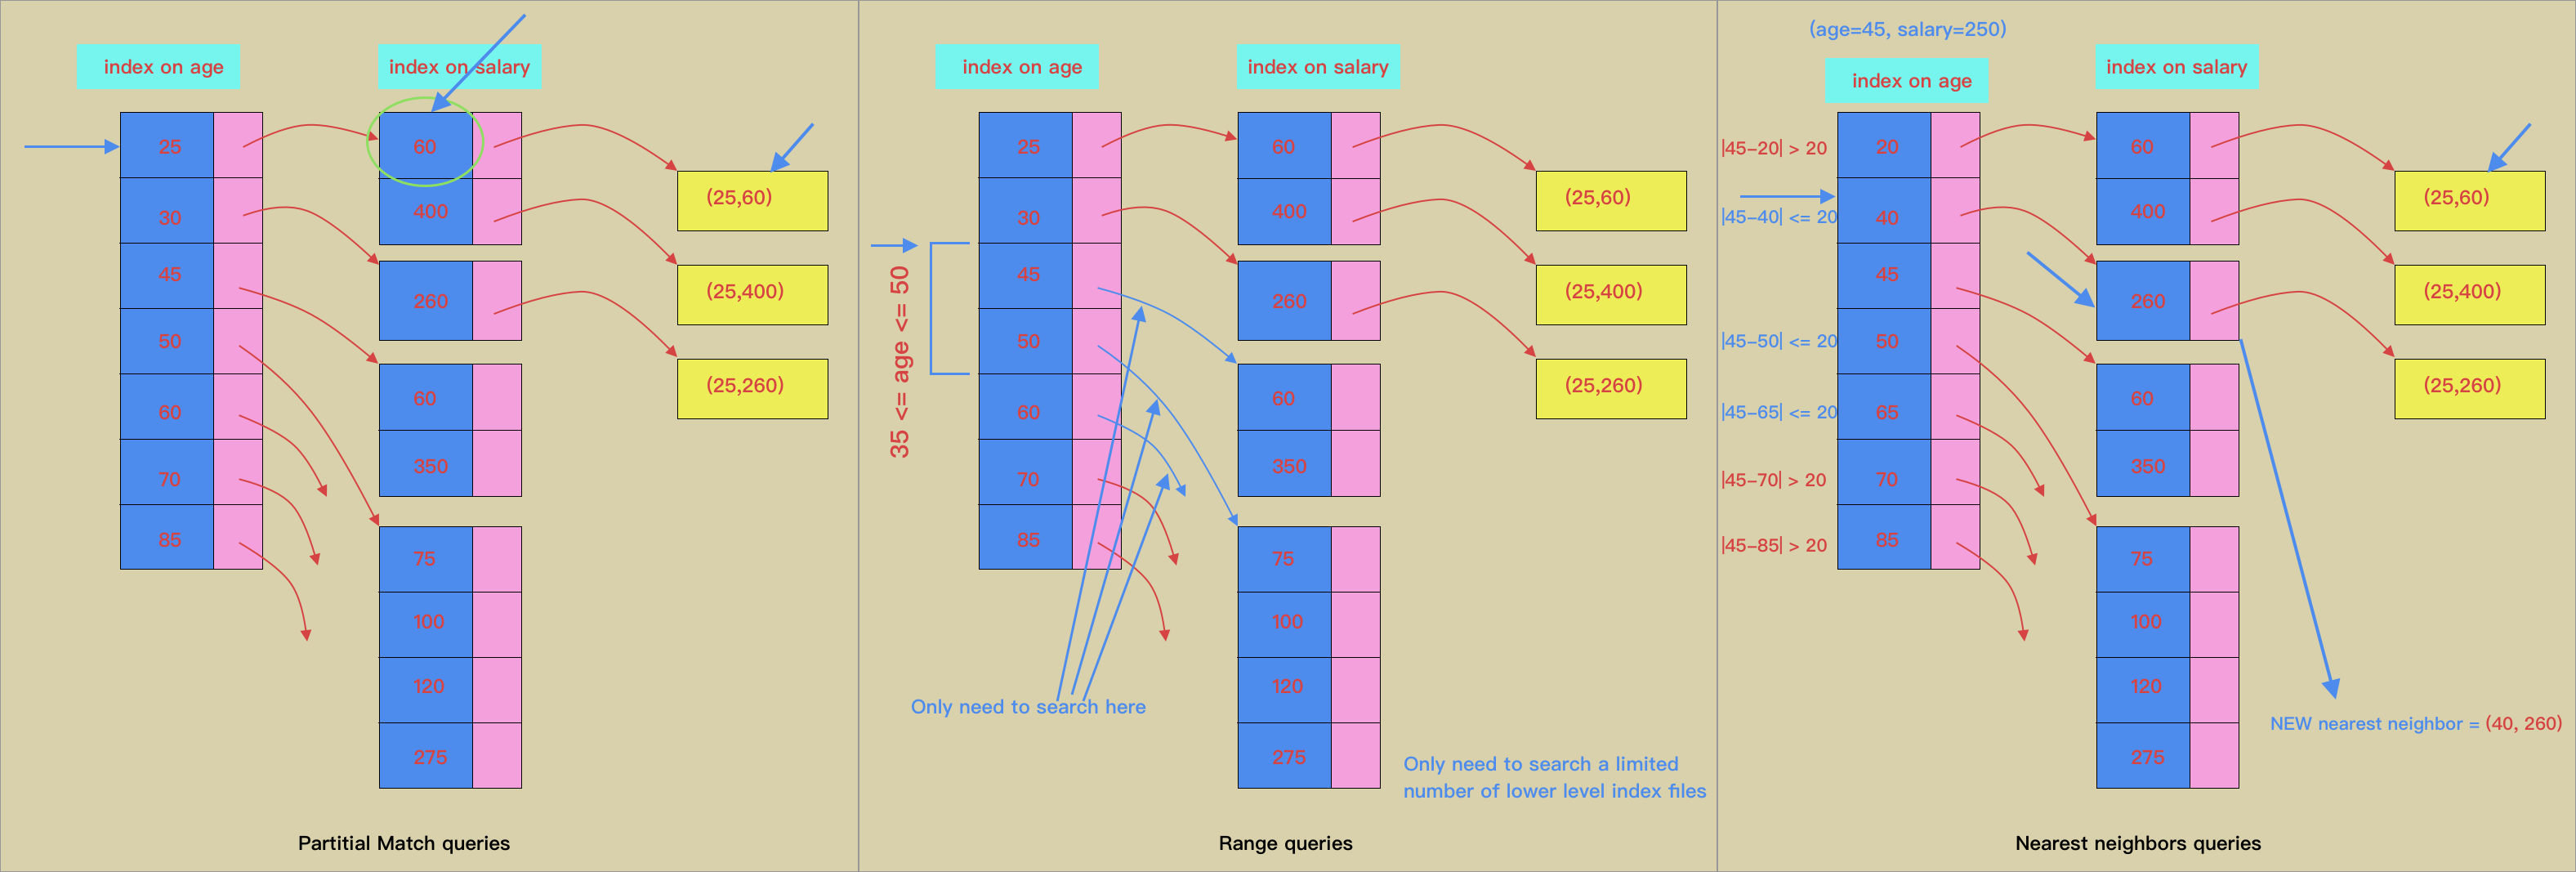 index on age
index on salary
25
30
45
50
60
70
85
60
400
260
60
350
75
100
120
275
(25,60)
(25,400)
(25,260)
Partitial Match queries
index on age
index on salary
35 <= age <= 50
25
30
45
50
60
70
85
60
400
260
60
350
75
100
120
275
(25,60)
(25,400)
(25,260)
Only need to search here
Only need to search a limited
number of lower level index files
Range queries
(age=45, salary=250)
index on age
index on salary
|45-20| > 20
|45-40| <= 20
|45-50| <= 20
|45-65| <= 20
|45-70| > 20
|45-85| > 20
20
40
45
50
65
70
85
60
400
260
60
350
75
100
120
275
(25,60)
(25,400)
(25,260)
NEW nearest neighbor = (40, 260)
Nearest neighbors queries